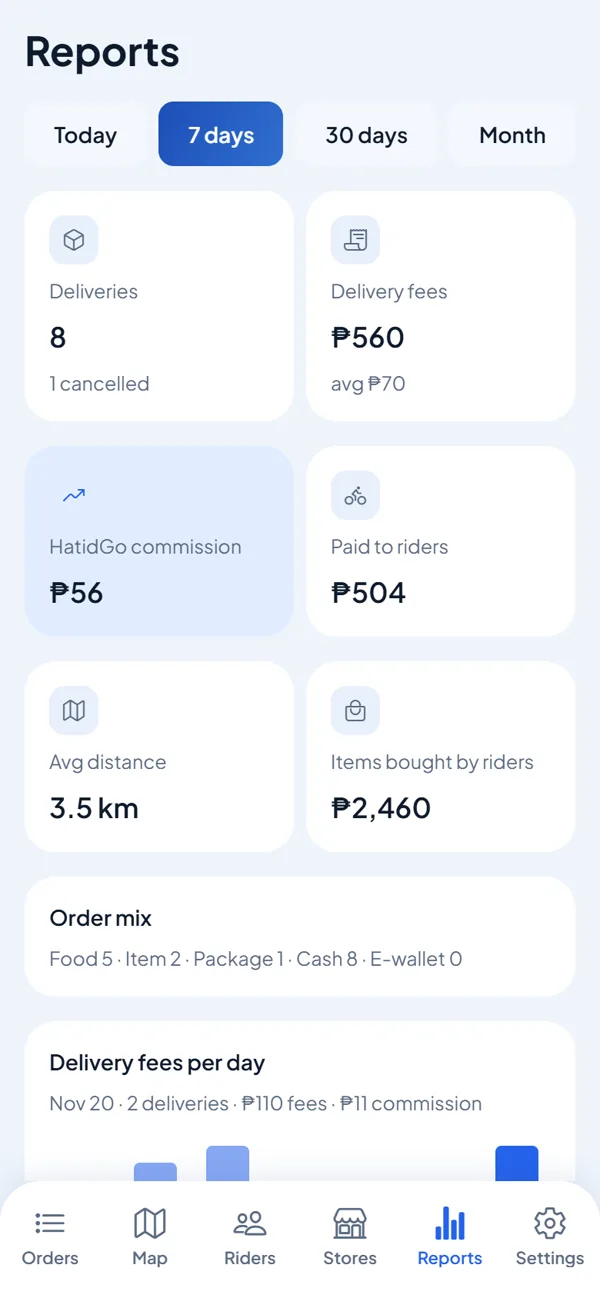 Reports
Today 7 days 30 days Month
Deliveries
8
1 cancelled
Delivery fees
₱560
avg ₱70
HatidGo commission
₱56
Paid to riders
₱504
Avg distance
3.5 km
Items bought by riders
₱2,460
Order mix
Food 5 · Item 2 · Package 1 · Cash 8 · E-wallet 0
Delivery fees per day
Nov 20 · 2 deliveries · ₱110 fees · ₱11 commission
Orders Map Riders Stores Reports Settings